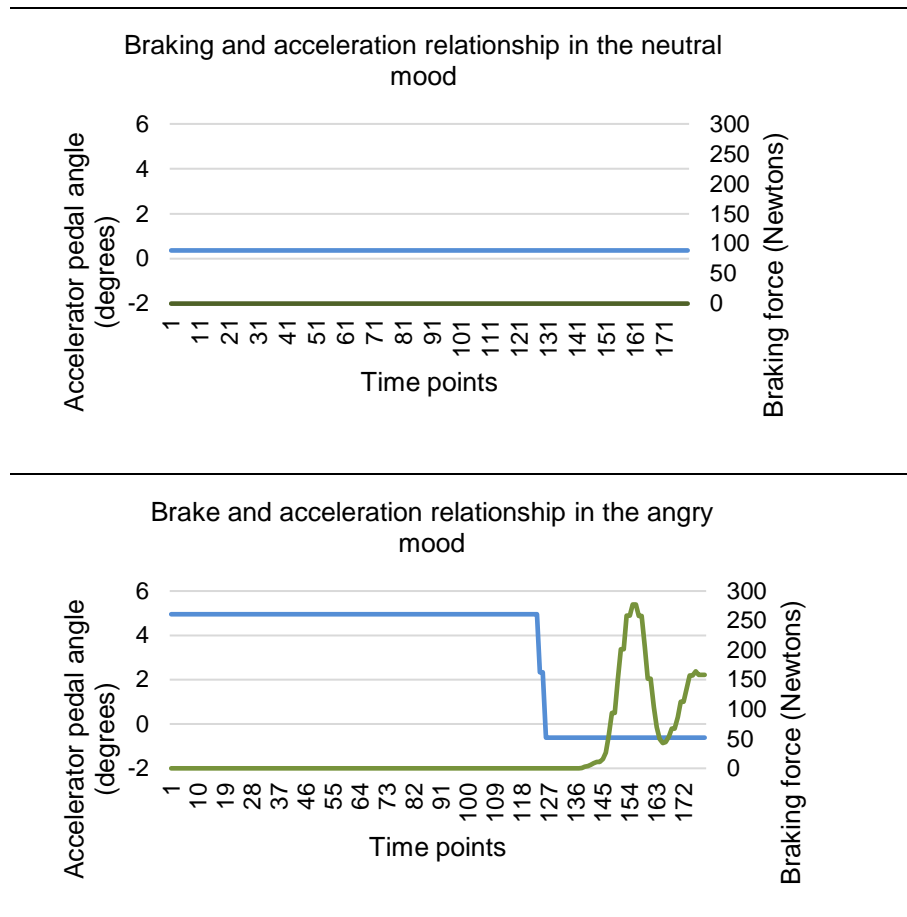 Braking and acceleration relationship in the neutral
mood
Accelerator pedal angle
(degrees)
6
4
2
0
-2
300
250
200
150
100
50
0
Braking force (Newtons)
1 11 21 31 41 51 61 71 81 91 101 111 121 131 141 151 161 171
Time points
Brake and acceleration relationship in the angry
mood
Accelerator pedal angle
(degrees)
6
4
2
0
-2
300
250
200
150
100
50
0
Braking force (Newtons)
1 10 19 28 37 46 55 64 73 82 91 100 109 118 127 136 145 154 163 172
Time points